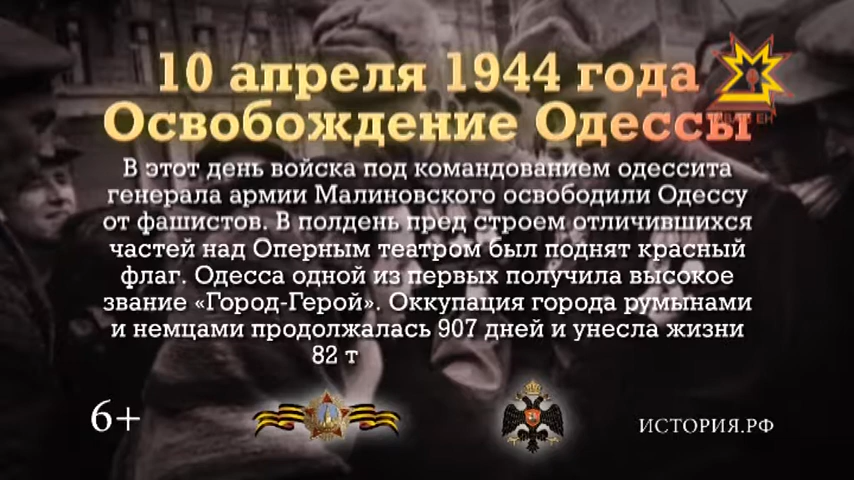 10 апреля 1944 года
Освобождение Одессы
В этот день войска под командованием одессита
генерала армии Малиновского освободили Одессу
от фашистов. В полдень пред строем отличившихся
частей над Оперным театром был поднят красный
флаг. Одесса одной из первых получила высокое
звание «Город-Герой». Оккупация города румынами
и немцами продолжалась 907 дней и унесла жизни
82 т
6+
ИСТОРИЯ.РФ